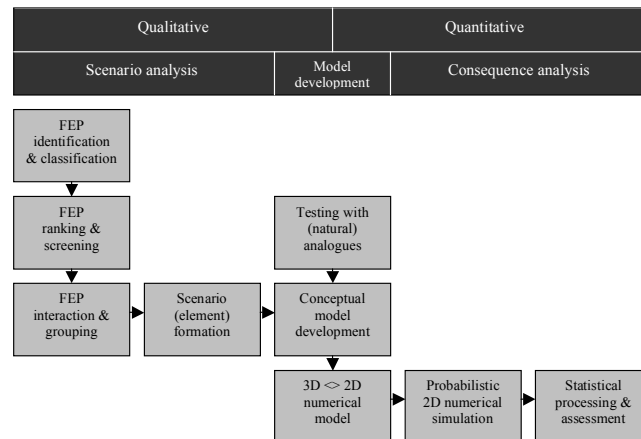 Qualitative
Quantitative
Scenario analysis
Model
development
Consequence analysis
FEP
identification
& classification
FEP
ranking &
screening
Testing with
(natural)
analogues
FEP
interaction &
grouping
Scenario
(element)
formation
Conceptual
model
development
3D <> 2D
numerical
model
Probabilistic
2D numerical
simulation
Statistical
processing &
assessment